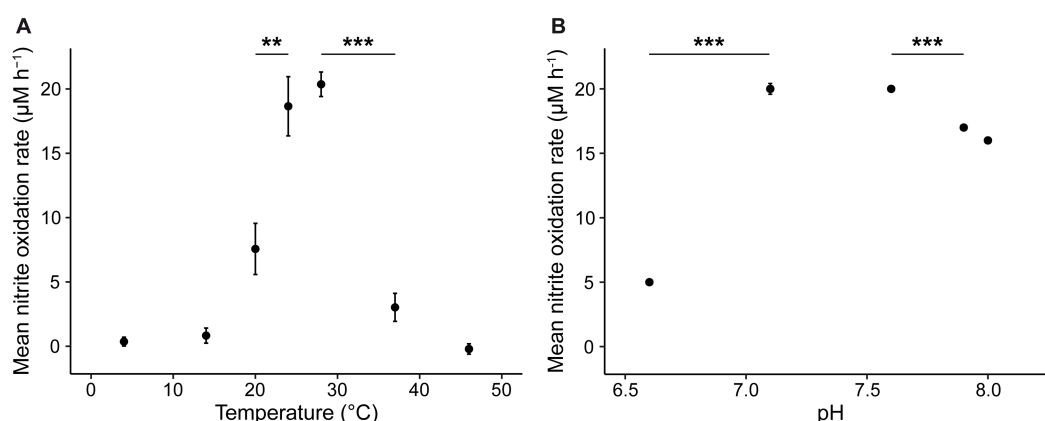 A
** ***
Mean nitrite oxidation rate (µM h⁻¹)
20
15
10
5
0
0 10 20 30 40 50
Temperature (°C)
B
*** ***
Mean nitrite oxidation rate (µM h⁻¹)
20
15
10
5
0
6.5 7.0 7.5 8.0
pH